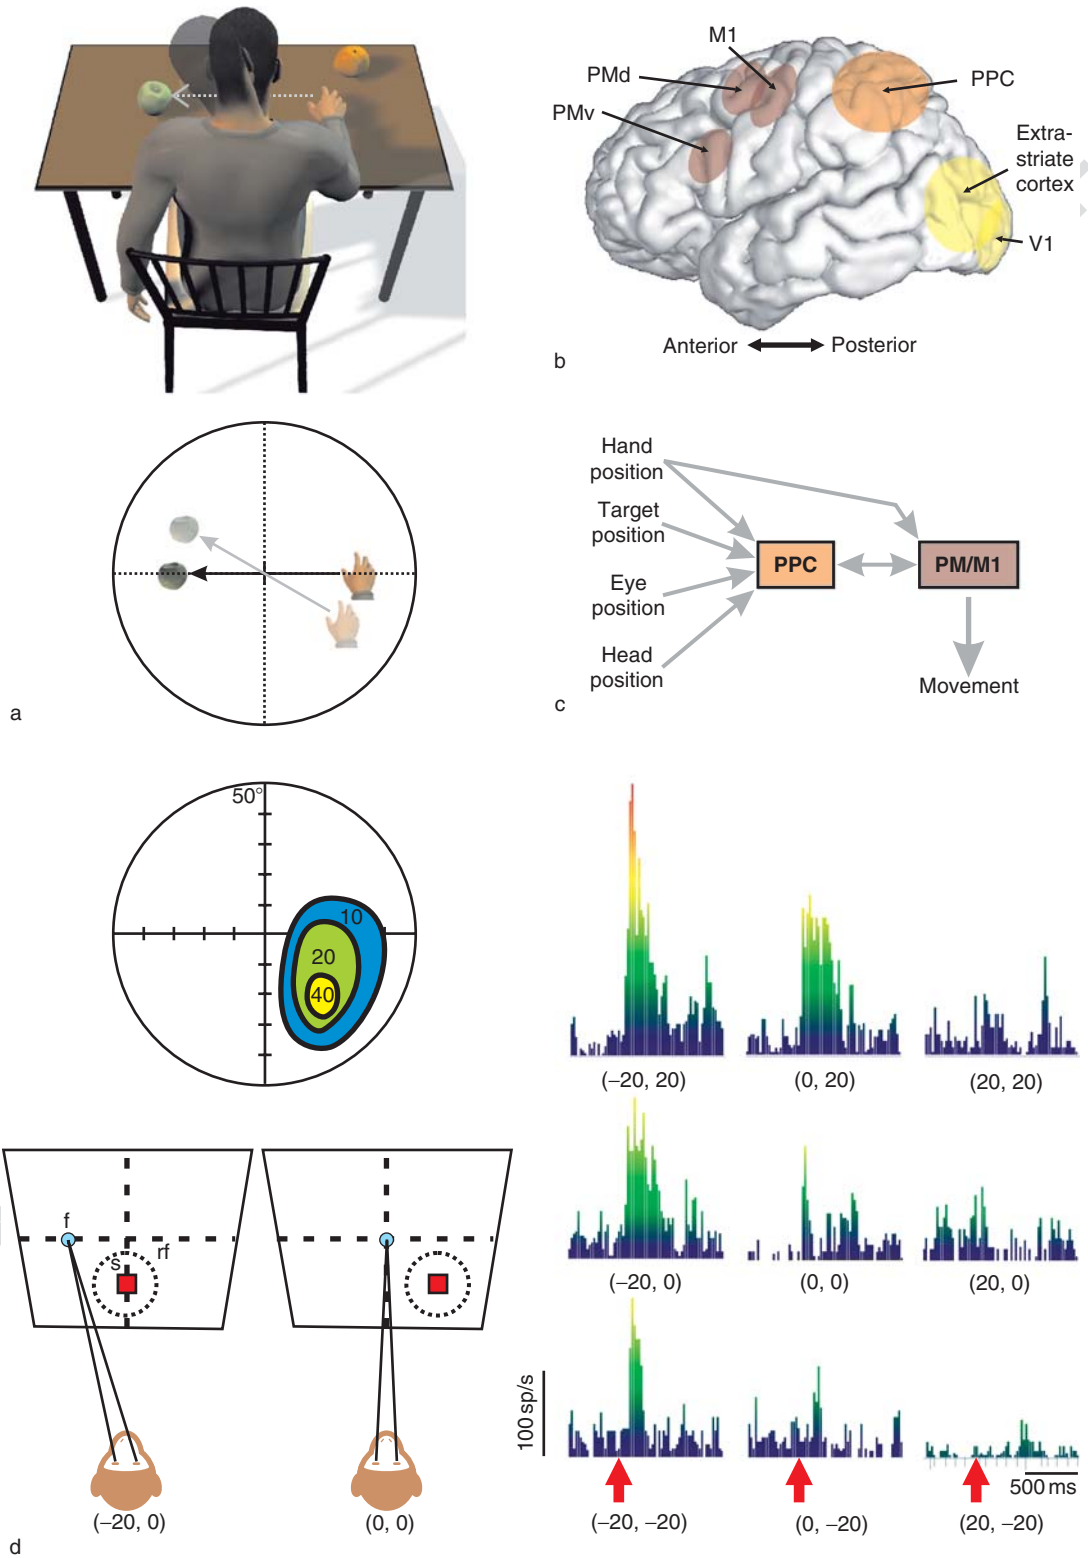 M1
PMd
PMv
PPC
Extra-
striate
cortex
V1
Anterior
Posterior
b
Hand
position
Target
position
Eye
position
Head
position
PPC
PM/M1
Movement
a
c
50°
10
20
40
(−20, 20)
(0, 20)
(20, 20)
f
s
rf
(−20, 0)
(0, 0)
(20, 0)
100 sp/s
500 ms
(−20, 0)
(0, 0)
(−20, −20)
(0, −20)
(20, −20)
d